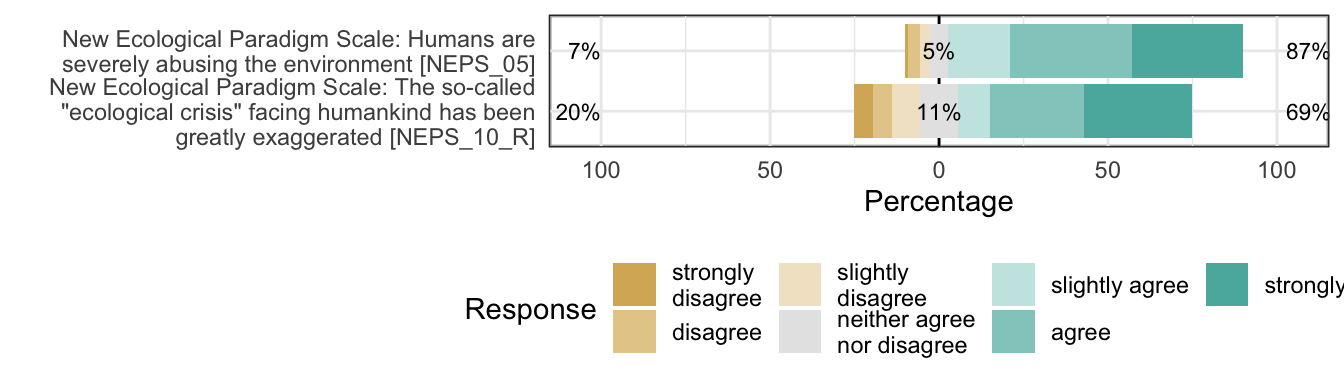 New Ecological Paradigm Scale: Humans are
severely abusing the environment [NEPS_05]
7%
5%
87%
New Ecological Paradigm Scale: The so-called
"ecological crisis" facing humankind has been
greatly exaggerated [NEPS_10_R]
20%
11%
69%
100
50
0
50
100
Percentage
Response
strongly
disagree
disagree
slightly
disagree
neither agree
nor disagree
slightly agree
agree
strongly